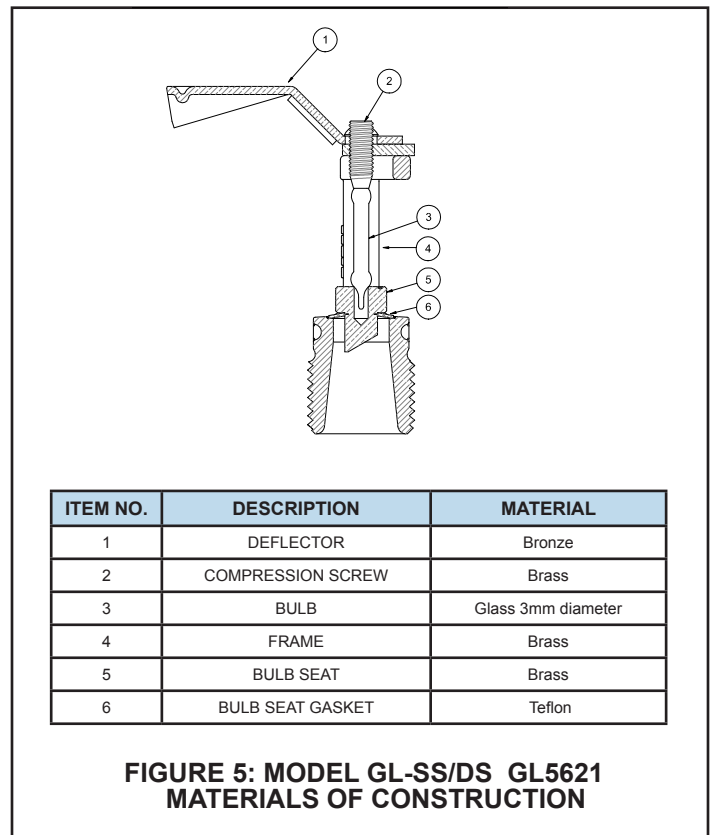 1
2
3
4
5
6
ITEM NO. DESCRIPTION MATERIAL
1 DEFLECTOR Bronze
2 COMPRESSION SCREW Brass
3 BULB Glass 3mm diameter
4 FRAME Brass
5 BULB SEAT Brass
6 BULB SEAT GASKET Teflon
FIGURE 5: MODEL GL-SS/DS GL5621
MATERIALS OF CONSTRUCTION